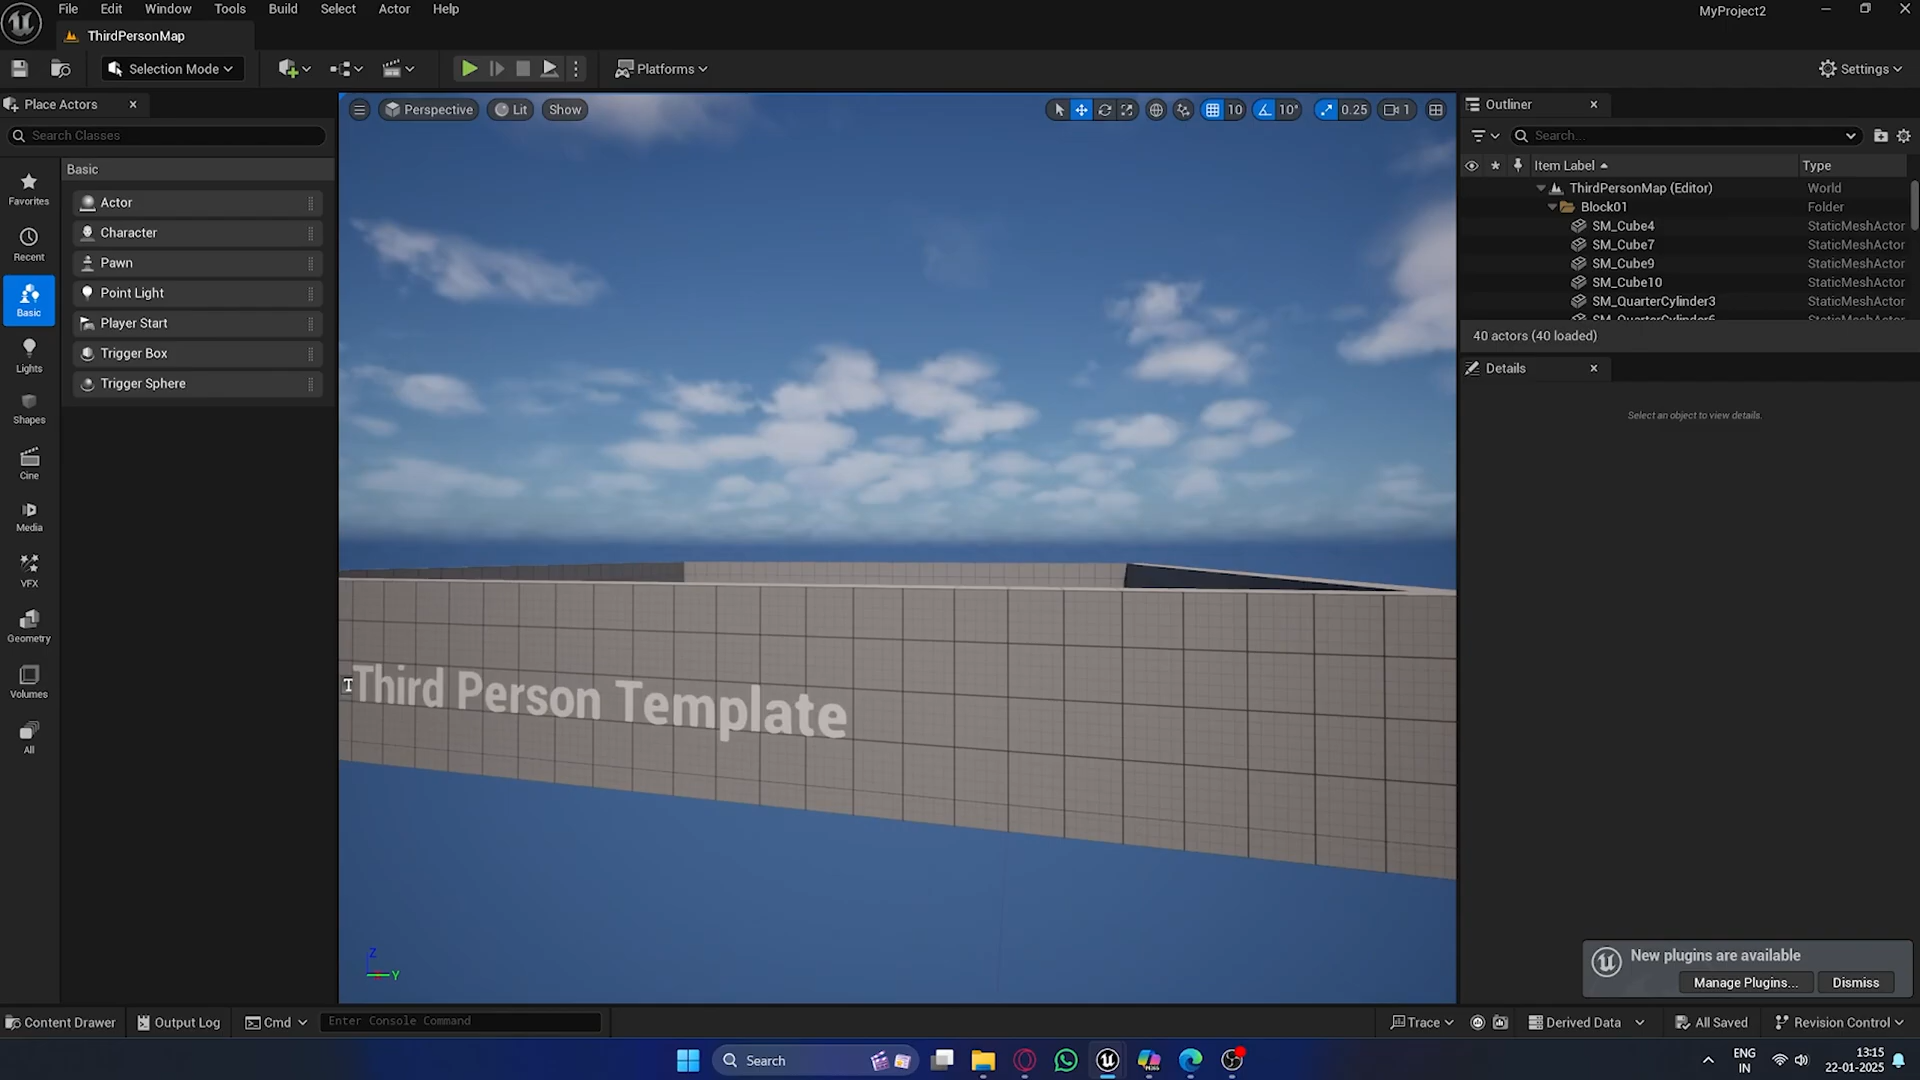 File Edit Window Tools Build Select Actor Help
MyProject2
ThirdPersonMap
Selection Mode
Platforms
Settings
Place Actors
Search Classes
Favorites
Recent
Basic
Lights
Shapes
Cine
Media
VFX
Geometry
Volumes
All
Basic
Actor
Character
Pawn
Point Light
Player Start
Trigger Box
Trigger Sphere
Perspective Lit Show
10 10° 0.25 1
Third Person Template
Z
Y
Outliner
Search...
Item Label Type
ThirdPersonMap (Editor) World
Block01 Folder
SM_Cube4 StaticMeshActor
SM_Cube7 StaticMeshActor
SM_Cube9 StaticMeshActor
SM_Cube10 StaticMeshActor
SM_QuarterCylinder3 StaticMeshActor
40 actors (40 loaded)
Details
Select an object to view details.
New plugins are available
Manage Plugins... Dismiss
Content Drawer Output Log Cmd Enter Console Command
Trace Derived Data All Saved Revision Control
Search
ENG
IN
13:15
22-01-2025